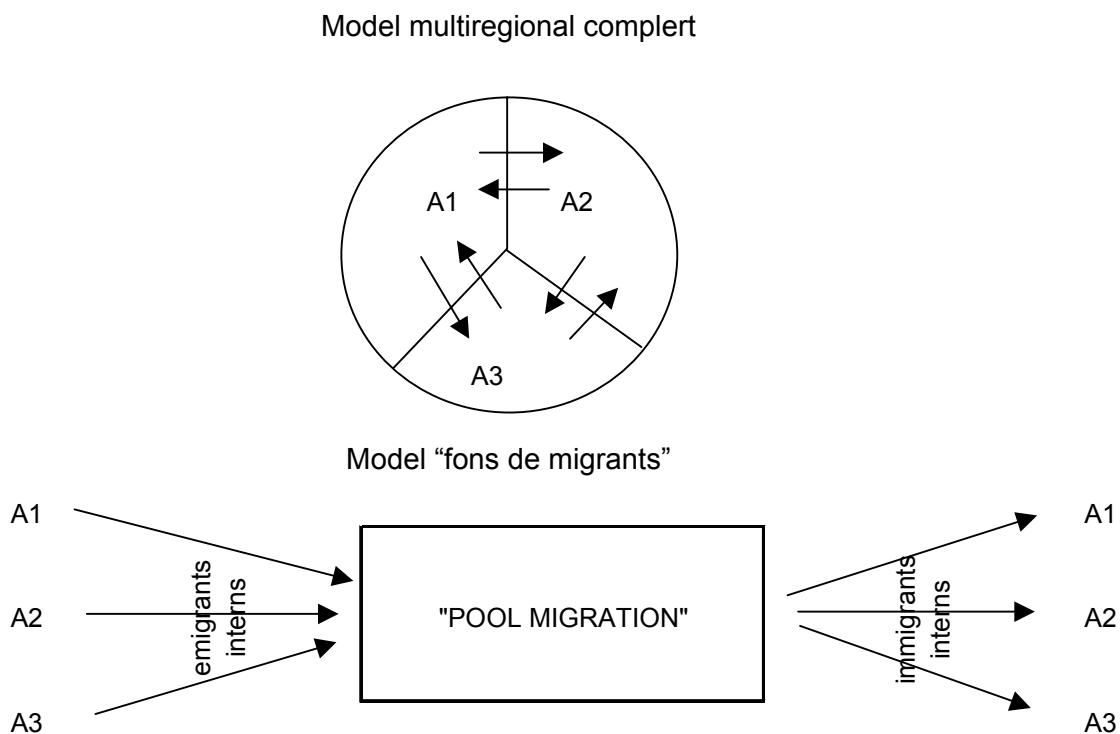 Model multiregional complert
A1
A2
A3
Model “fons de migrants”
A1
A2
A3
emigrants
interns
"POOL MIGRATION"
immigrants
interns
A1
A2
A3